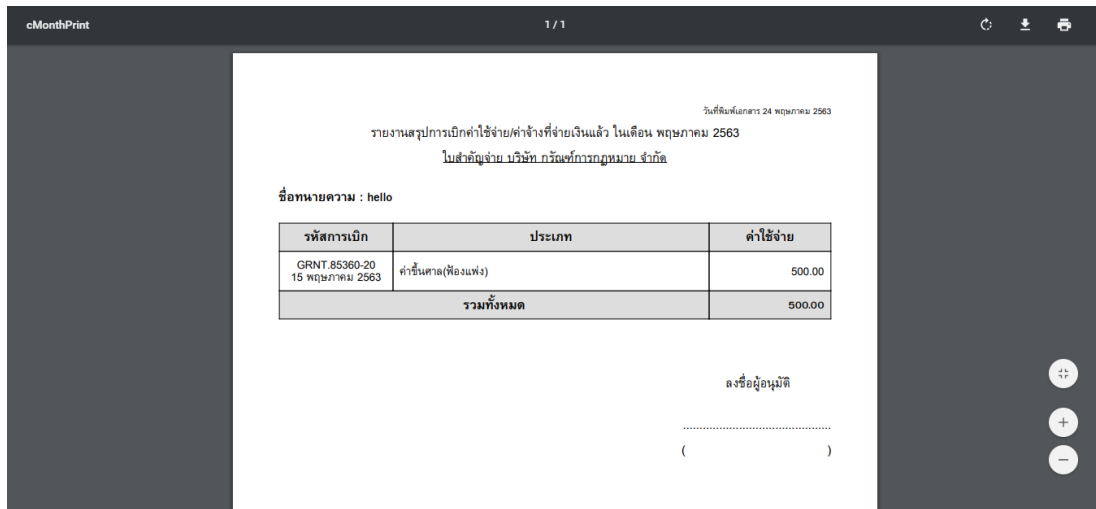 cMonthPrint
1 / 1
วันที่พิมพ์เอกสาร 24 พฤษภาคม 2563
รายงานสรุปการเบิกค่าใช้จ่าย/ค่าจ้างที่จ่ายเงินแล้ว ในเดือน พฤษภาคม 2563
ใบสำคัญจ่าย บริษัท กรัณฑ์การกฎหมาย จำกัด
ชื่อทนายความ : hello
รหัสการเบิก ประเภท ค่าใช้จ่าย
GRNT.85360-20
15 พฤษภาคม 2563 ค่าขึ้นศาล(ฟ้องแพ่ง) 500.00
รวมทั้งหมด 500.00
ลงชื่อผู้อนุมัติ
.............................................
( )